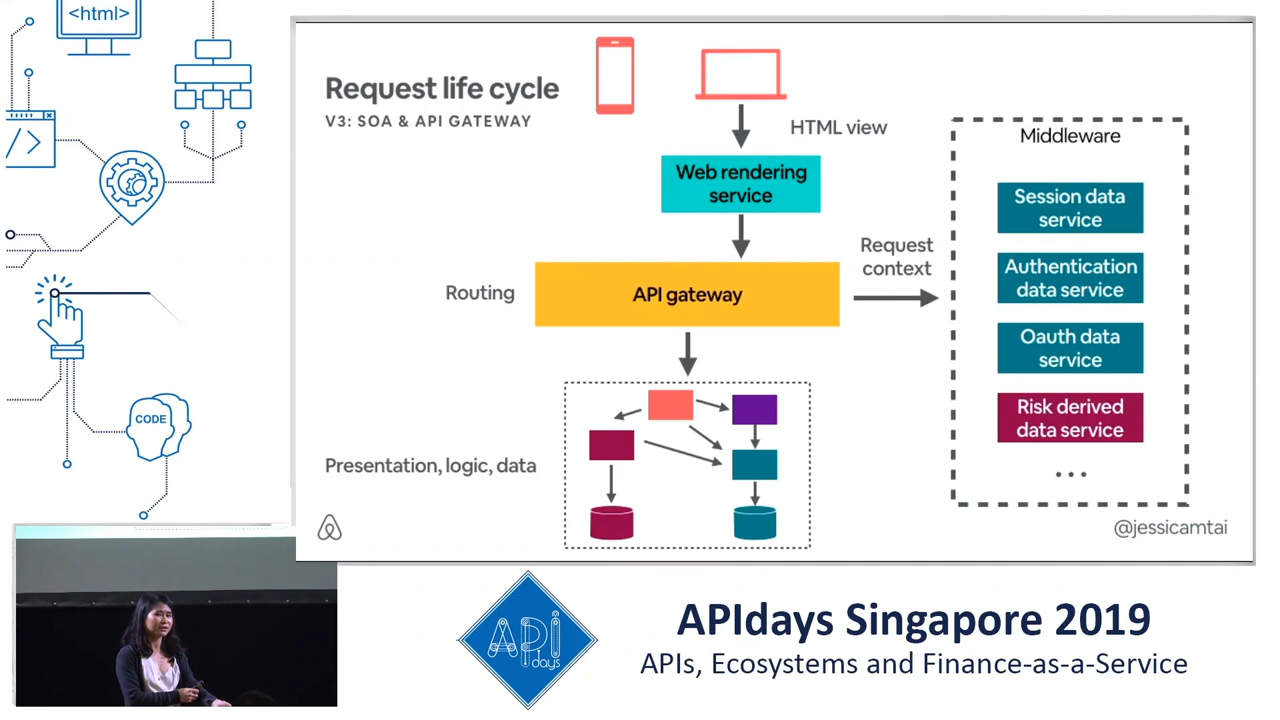 <html>
</>
CODE
Request life cycle
V3: SOA & API GATEWAY
HTML view
Web rendering
service
Routing
API gateway
Request
context
Presentation, logic, data
Middleware
Session data
service
Authentication
data service
Oauth data
service
Risk derived
data service
...
@jessicamtai
API
days
APIdays Singapore 2019
APIs, Ecosystems and Finance-as-a-Service